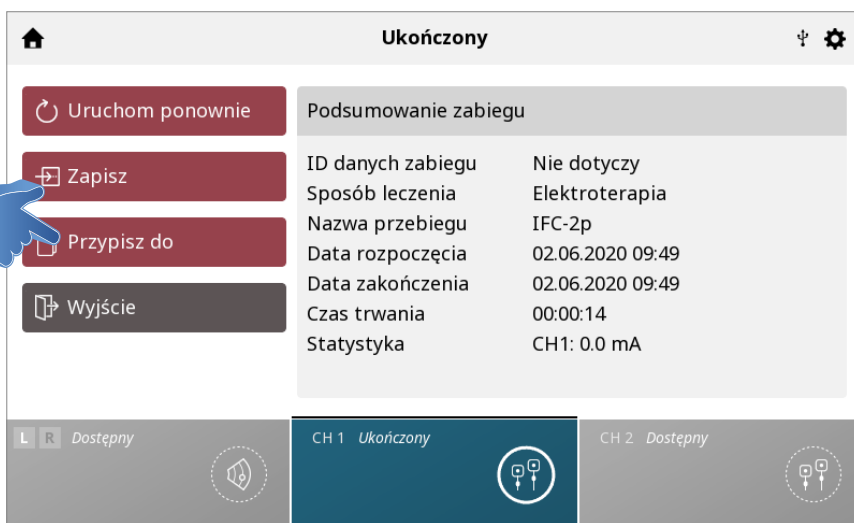 Ukończony
Uruchom ponownie
Zapisz
Przypisz do
Wyjście
Podsumowanie zabiegu
ID danych zabiegu Nie dotyczy
Sposób leczenia Elektroterapia
Nazwa przebiegu IFC-2p
Data rozpoczęcia 02.06.2020 09:49
Data zakończenia 02.06.2020 09:49
Czas trwania 00:00:14
Statystyka CH1: 0.0 mA
L R Dostępny
CH 1 Ukończony
CH 2 Dostępny